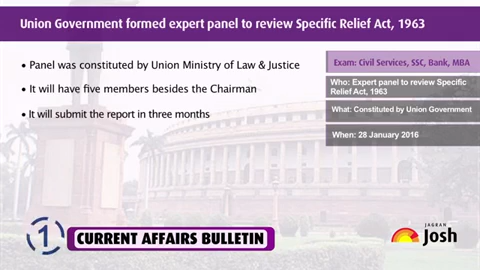 Union Government formed expert panel to review Specific Relief Act, 1963
• Panel was constituted by Union Ministry of Law & Justice
• It will have five members besides the Chairman
• It will submit the report in three months
Exam: Civil Services, SSC, Bank, MBA
Who: Expert panel to review Specific
Relief Act, 1963
What: Constituted by Union Government
When: 28 January 2016
1 CURRENT AFFAIRS BULLETIN
JAGRAN
Josh